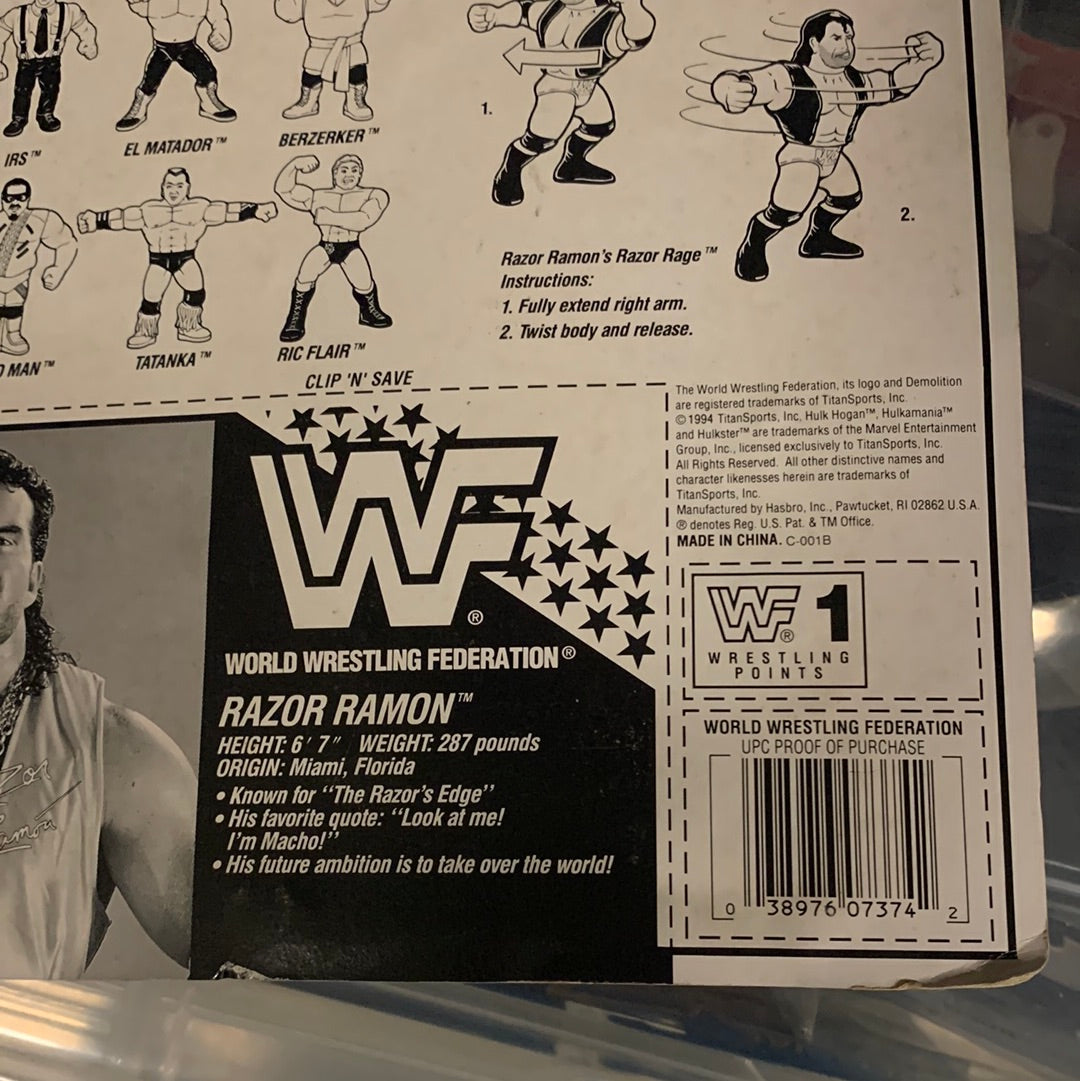 IRS™
EL MATADOR™
BERZERKER™
1.
2.
MAN™
TATANKA™
RIC FLAIR™
Razor Ramon's Razor Rage™
Instructions:
1. Fully extend right arm.
2. Twist body and release.
CLIP 'N' SAVE
The World Wrestling Federation, its logo and Demolition
are registered trademarks of TitanSports, Inc.
©1994 TitanSports, Inc. Hulk Hogan™, Hulkamania™
and Hulkster™ are trademarks of the Marvel Entertainment
Group, Inc., licensed exclusively to TitanSports, Inc.
All Rights Reserved. All other distinctive names and
character likenesses herein are trademarks of
TitanSports, Inc.
Manufactured by Hasbro, Inc., Pawtucket, RI 02862 U.S.A.
® denotes Reg. U.S. Pat. & TM Office.
MADE IN CHINA. C-001B
WF®
WORLD WRESTLING FEDERATION®
RAZOR RAMON™
HEIGHT: 6' 7" WEIGHT: 287 pounds
ORIGIN: Miami, Florida
• Known for "The Razor's Edge"
• His favorite quote: "Look at me!
I'm Macho!"
• His future ambition is to take over the world!
WF® 1
WRESTLING
POINTS
WORLD WRESTLING FEDERATION
UPC PROOF OF PURCHASE
0 38976 07374 2